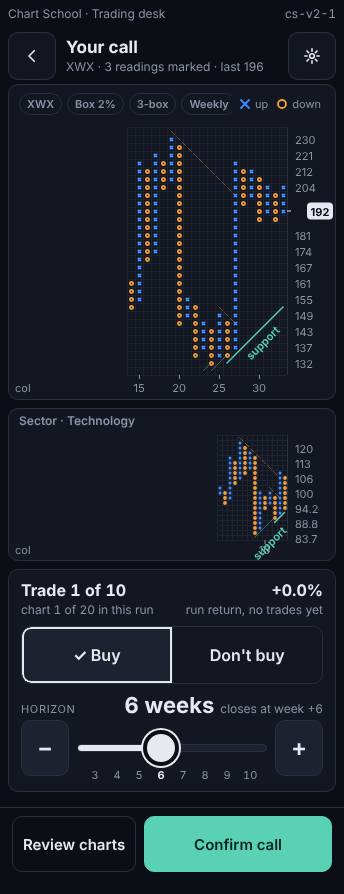 Chart School · Trading desk cs-v2-1
Your call
XWX · 3 readings marked · last 196
XWX Box 2% 3-box Weekly up down
230
221
212
204
192
181
174
167
161
155
149
143
137
132
support
col 15 20 25 30
Sector · Technology
120
113
106
100
94.2
88.8
83.7
support
col
Trade 1 of 10 +0.0%
chart 1 of 20 in this run run return, no trades yet
✓ Buy Don't buy
HORIZON 6 weeks closes at week +6
− +
3 4 5 6 7 8 9 10
Review charts Confirm call